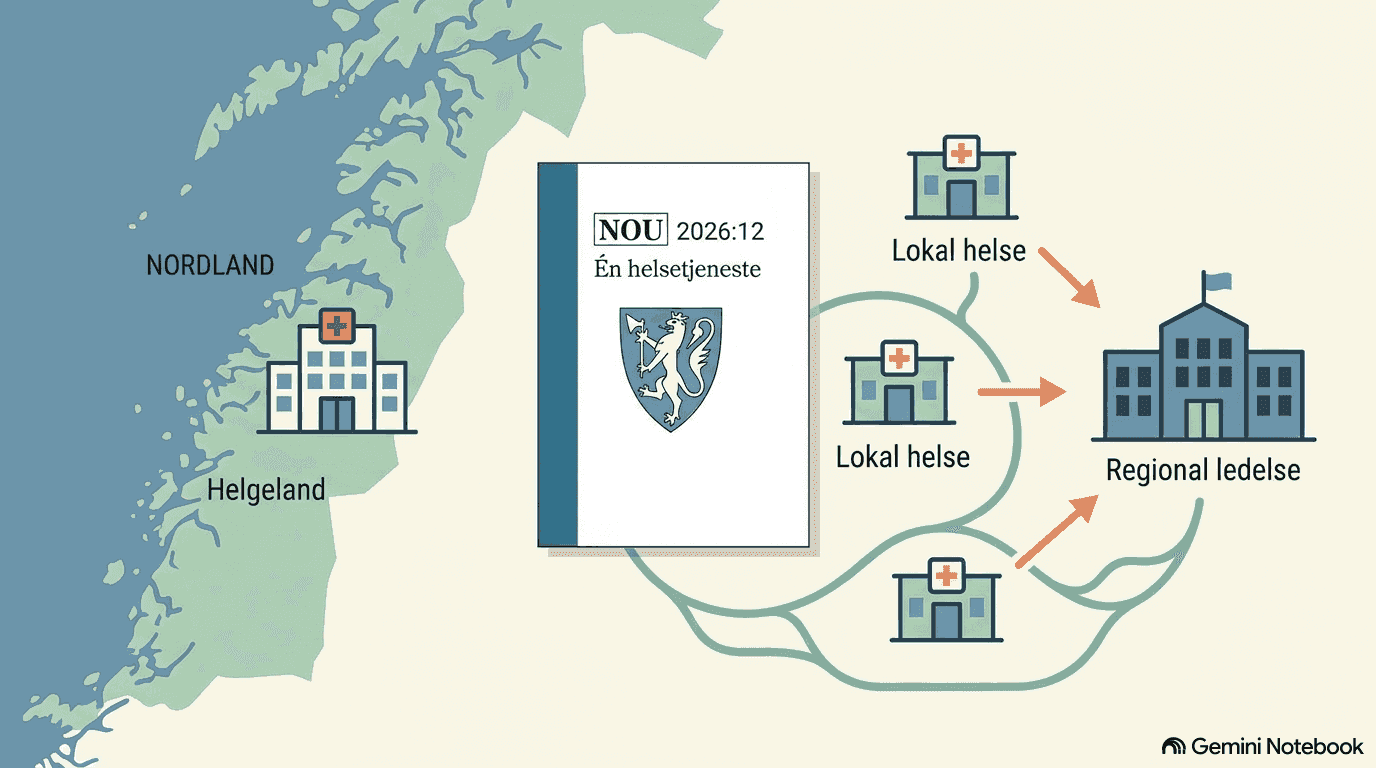 NORDLAND
Helgeland
NOU 2026:12
Én helsetjeneste
Lokal helse
Lokal helse
Regional ledelse
Gemini Notebook